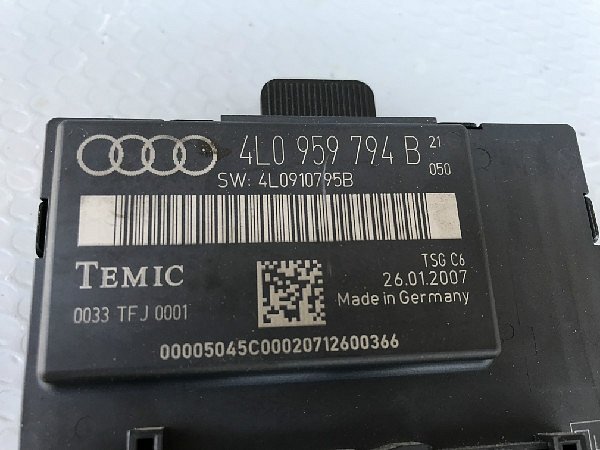 4L0 959 794 B 21
050
SW: 4L0910795B
TSG C6
TEMIC
26.01.2007
0033 TFJ 0001
Made in Germany
00005045C00020712600366